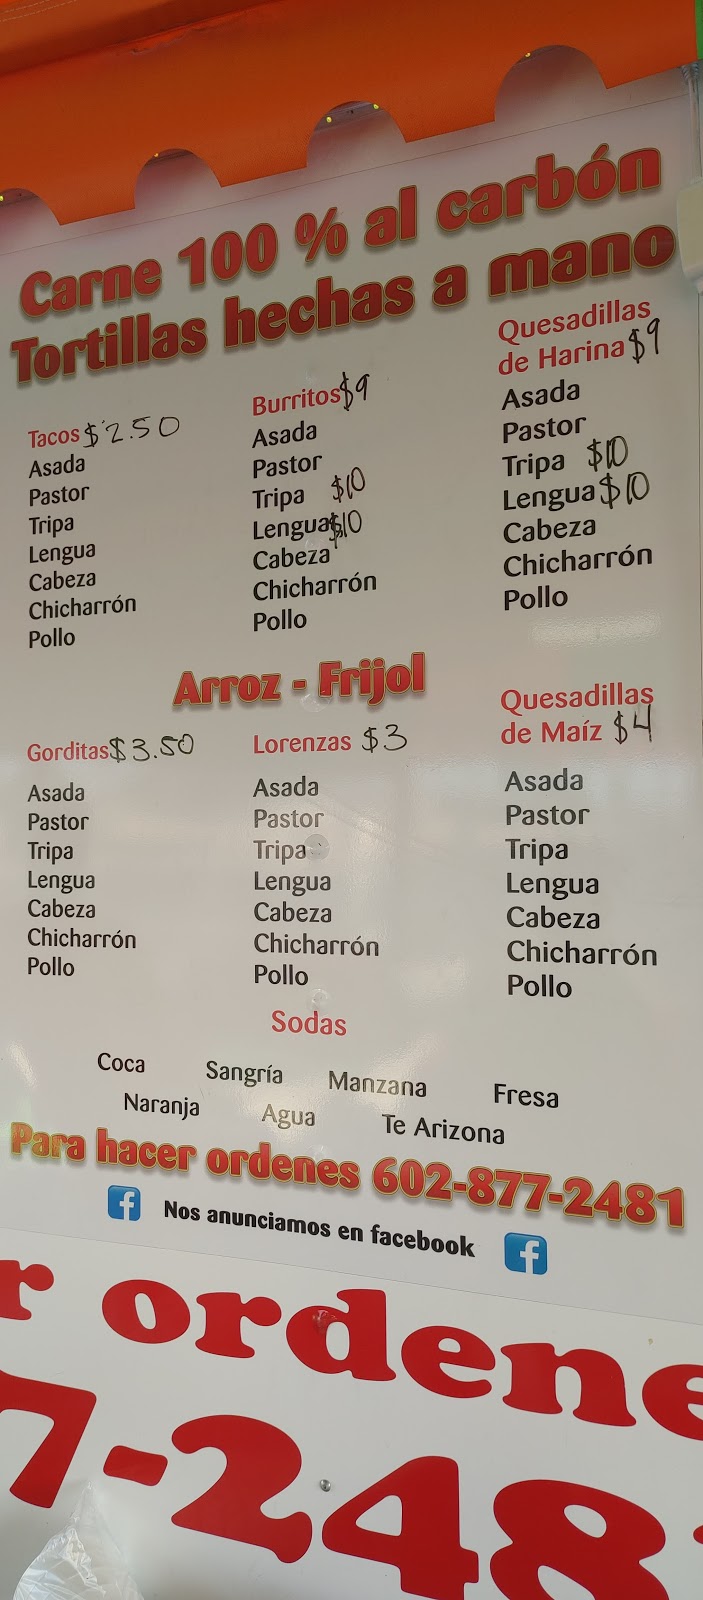 Carne 100 % al carbón
Tortillas hechas a mano
Tacos $2.50
Asada
Pastor
Tripa
Lengua
Cabeza
Chicharrón
Pollo
Burritos $9
Asada
Pastor
Tripa $10
Lengua $10
Cabeza
Chicharrón
Pollo
Quesadillas
de Harina $9
Asada
Pastor
Tripa $10
Lengua $10
Cabeza
Chicharrón
Pollo
Arroz - Frijol
Gorditas $3.50
Asada
Pastor
Tripa
Lengua
Cabeza
Chicharrón
Pollo
Lorenzas $3
Asada
Pastor
Tripa
Lengua
Cabeza
Chicharrón
Pollo
Quesadillas
de Maíz $4
Asada
Pastor
Tripa
Lengua
Cabeza
Chicharrón
Pollo
Sodas
Coca Sangría Manzana Fresa
Naranja Agua Te Arizona
Para hacer ordenes 602-877-2481
Nos anunciamos en facebook
r ordene
7-248